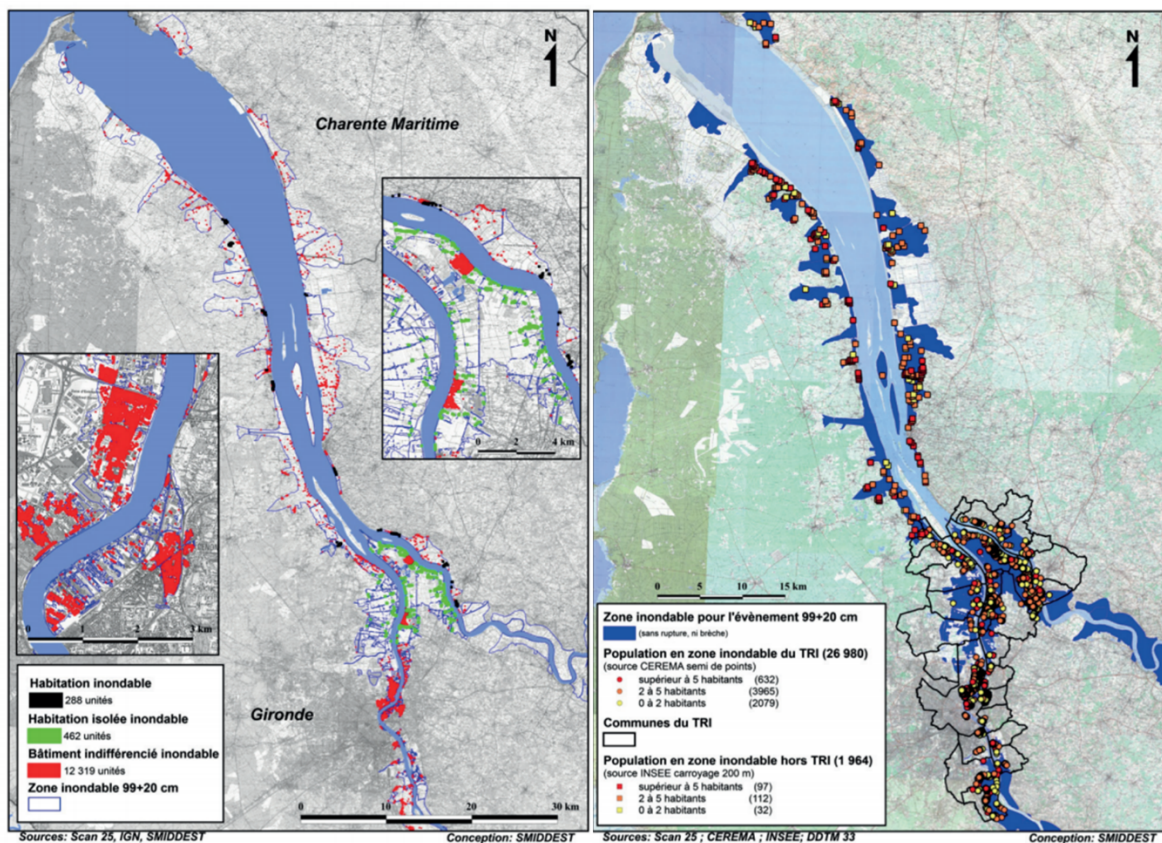 N
Charente Maritime
0 2 4 km
0 1 2 3 km
Habitation inondable
288 unités
Habitation isolée inondable
462 unités
Bâtiment indifférencié inondable
12 319 unités
Zone inondable 99+20 cm
Gironde
0 10 20 30 km
Sources: Scan 25, IGN, SMIDDEST
Conception: SMIDDEST
N
0 5 10 15 km
Zone inondable pour l'évènement 99+20 cm
(sans rupture, ni brèche)
Population en zone inondable du TRI (26 980)
(source CEREMA semi de points)
supérieur à 5 habitants (632)
2 à 5 habitants (3965)
0 à 2 habitants (2079)
Communes du TRI
Population en zone inondable hors TRI (1 964)
(source INSEE carroyage 200 m)
supérieur à 5 habitants (97)
2 à 5 habitants (112)
0 à 2 habitants (32)
Sources: Scan 25 ; CEREMA ; INSEE; DDTM 33
Conception: SMIDDEST